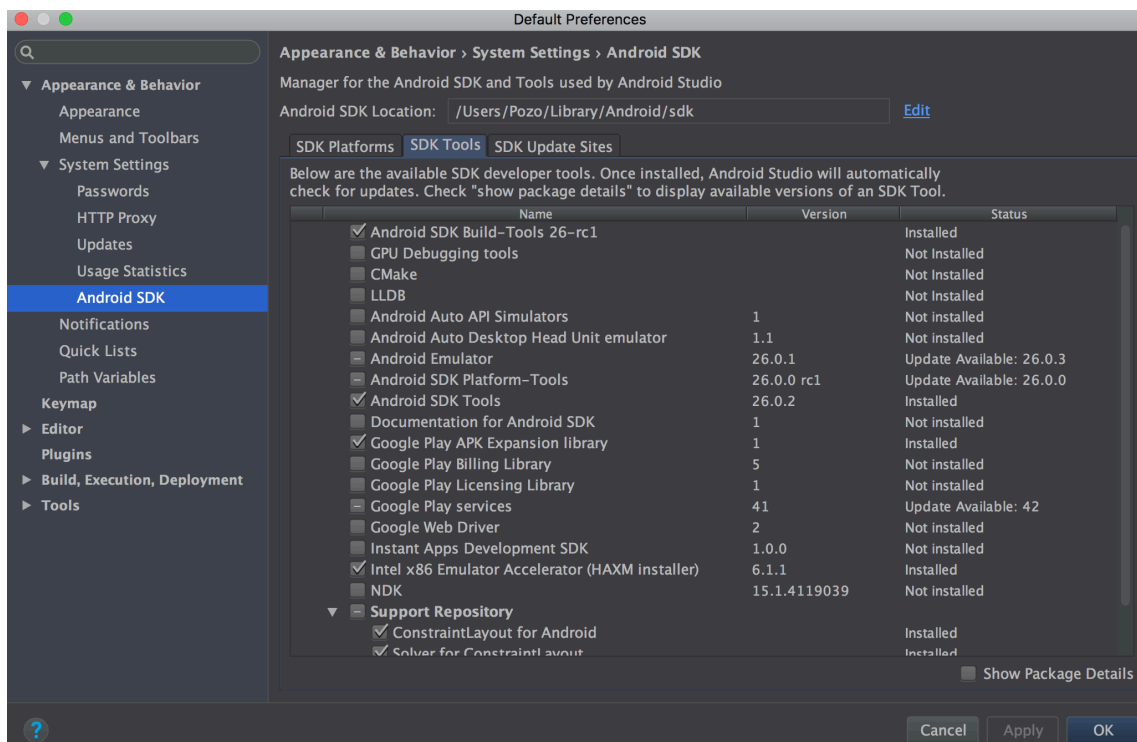 Default Preferences
Appearance & Behavior
Appearance
Menus and Toolbars
System Settings
Passwords
HTTP Proxy
Updates
Usage Statistics
Android SDK
Notifications
Quick Lists
Path Variables
Keymap
Editor
Plugins
Build, Execution, Deployment
Tools
Appearance & Behavior › System Settings › Android SDK
Manager for the Android SDK and Tools used by Android Studio
Android SDK Location: /Users/Pozo/Library/Android/sdk Edit
SDK Platforms SDK Tools SDK Update Sites
Below are the available SDK developer tools. Once installed, Android Studio will automatically
check for updates. Check "show package details" to display available versions of an SDK Tool.
Name Version Status
Android SDK Build-Tools 26-rc1 Installed
GPU Debugging tools Not Installed
CMake Not Installed
LLDB Not Installed
Android Auto API Simulators 1 Not installed
Android Auto Desktop Head Unit emulator 1.1 Not installed
Android Emulator 26.0.1 Update Available: 26.0.3
Android SDK Platform-Tools 26.0.0 rc1 Update Available: 26.0.0
Android SDK Tools 26.0.2 Installed
Documentation for Android SDK 1 Not installed
Google Play APK Expansion library 1 Installed
Google Play Billing Library 5 Not installed
Google Play Licensing Library 1 Not installed
Google Play services 41 Update Available: 42
Google Web Driver 2 Not installed
Instant Apps Development SDK 1.0.0 Not installed
Intel x86 Emulator Accelerator (HAXM installer) 6.1.1 Installed
NDK 15.1.4119039 Not installed
Support Repository
ConstraintLayout for Android Installed
Solver for ConstraintLayout Installed
Show Package Details
? Cancel Apply OK